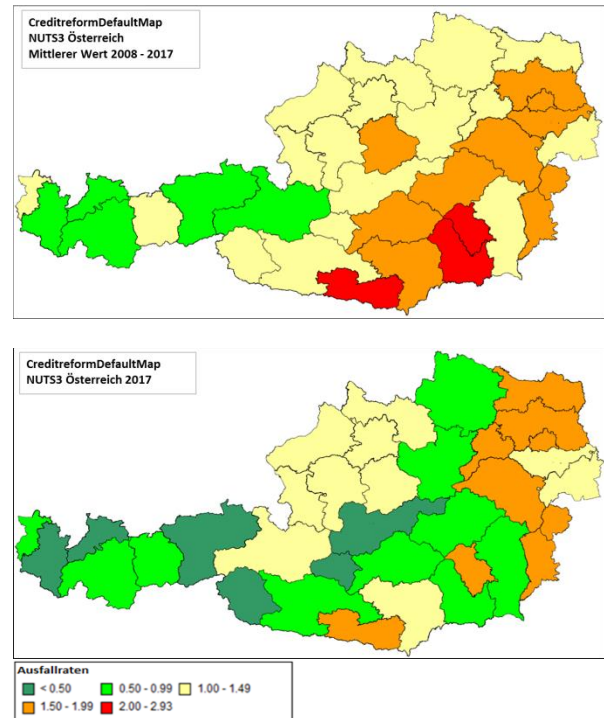 CreditreformDefaultMap
NUTS3 Österreich
Mittlerer Wert 2008 - 2017
CreditreformDefaultMap
NUTS3 Österreich 2017
Ausfallraten
< 0.50 0.50 - 0.99 1.00 - 1.49
1.50 - 1.99 2.00 - 2.93